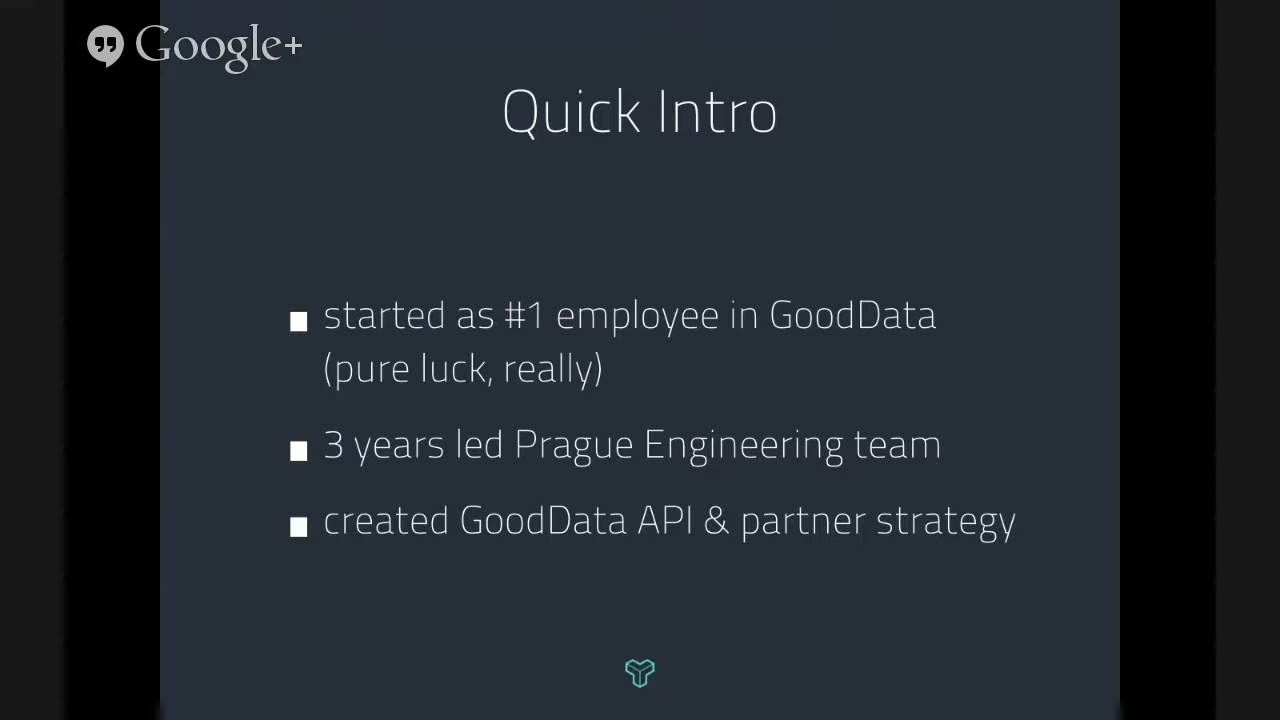 Google+
Quick Intro
started as #1 employee in GoodData
(pure luck, really)
3 years led Prague Engineering team
created GoodData API & partner strategy